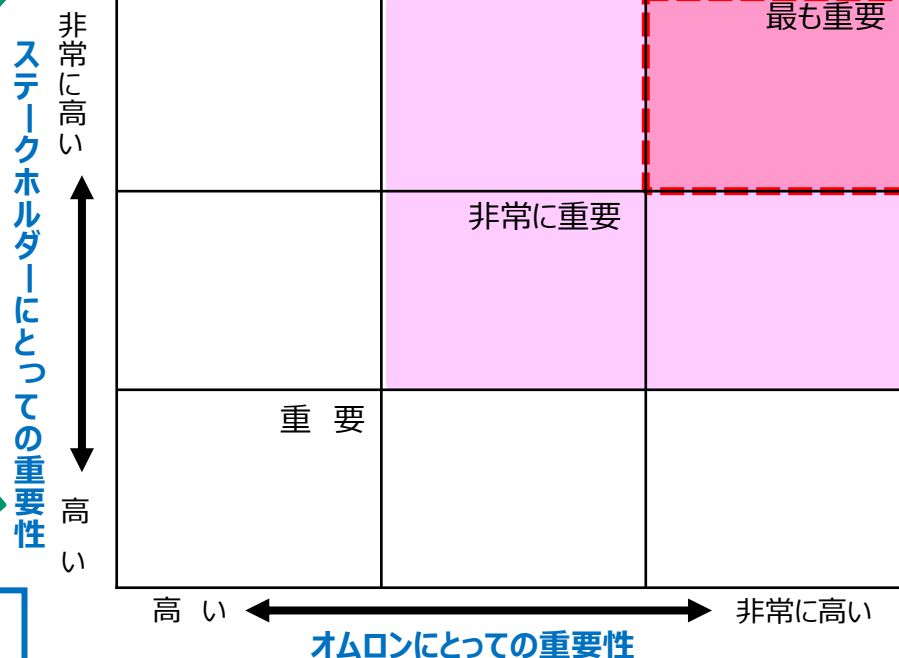 ステークホルダーにとっての重要性
非常に高い
高い
最も重要
非常に重要
重 要
高 い
非常に高い
オムロンにとっての重要性